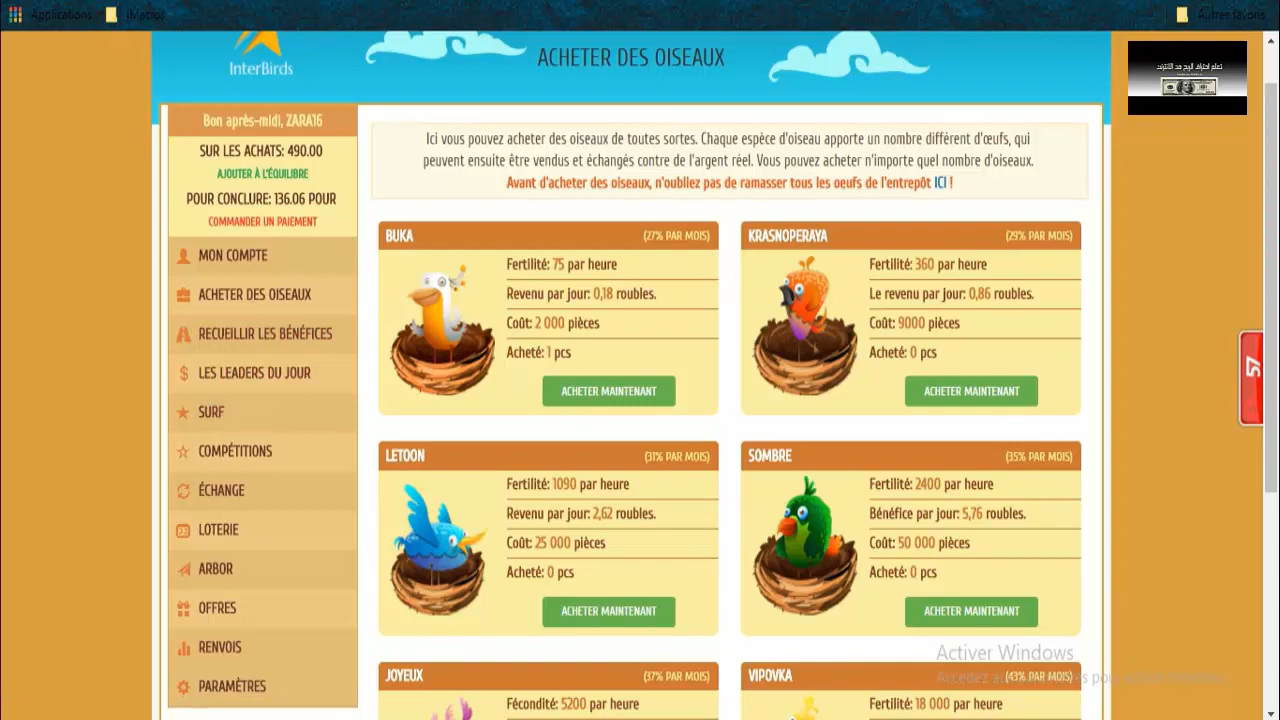 Applications
iMacros
Autres favoris
InterBirds
ACHETER DES OISEAUX
Bon après-midi, ZARA16
SUR LES ACHATS: 490.00
AJOUTER À L'ÉQUILIBRE
POUR CONCLURE: 136.06 POUR
COMMANDER UN PAIEMENT
MON COMPTE
ACHETER DES OISEAUX
RECUEILLIR LES BÉNÉFICES
LES LEADERS DU JOUR
SURF
COMPÉTITIONS
ÉCHANGE
LOTERIE
ARBOR
OFFRES
RENVOIS
PARAMÈTRES
Ici vous pouvez acheter des oiseaux de toutes sortes. Chaque espèce d'oiseau apporte un nombre différent d'œufs, qui
peuvent ensuite être vendus et échangés contre de l'argent réel. Vous pouvez acheter n'importe quel nombre d'oiseaux.
Avant d'acheter des oiseaux, n'oubliez pas de ramasser tous les oeufs de l'entrepôt ICI !
BUKA (27% PAR MOIS)
Fertilité: 75 par heure
Revenu par jour: 0,18 roubles.
Coût: 2 000 pièces
Acheté: 1 pcs
ACHETER MAINTENANT
KRASNOPERAYA (29% PAR MOIS)
Fertilité: 360 par heure
Le revenu par jour: 0,86 roubles.
Coût: 9000 pièces
Acheté: 0 pcs
ACHETER MAINTENANT
LETOON (31% PAR MOIS)
Fertilité: 1090 par heure
Revenu par jour: 2,62 roubles.
Coût: 25 000 pièces
Acheté: 0 pcs
ACHETER MAINTENANT
SOMBRE (35% PAR MOIS)
Fertilité: 2400 par heure
Bénéfice par jour: 5,76 roubles.
Coût: 50 000 pièces
Acheté: 0 pcs
ACHETER MAINTENANT
JOYEUX (37% PAR MOIS)
Fécondité: 5200 par heure
VIPOVKA (43% PAR MOIS)
Fertilité: 18 000 par heure
تعلم احتراف الربح من الانترنت
57
Activer Windows